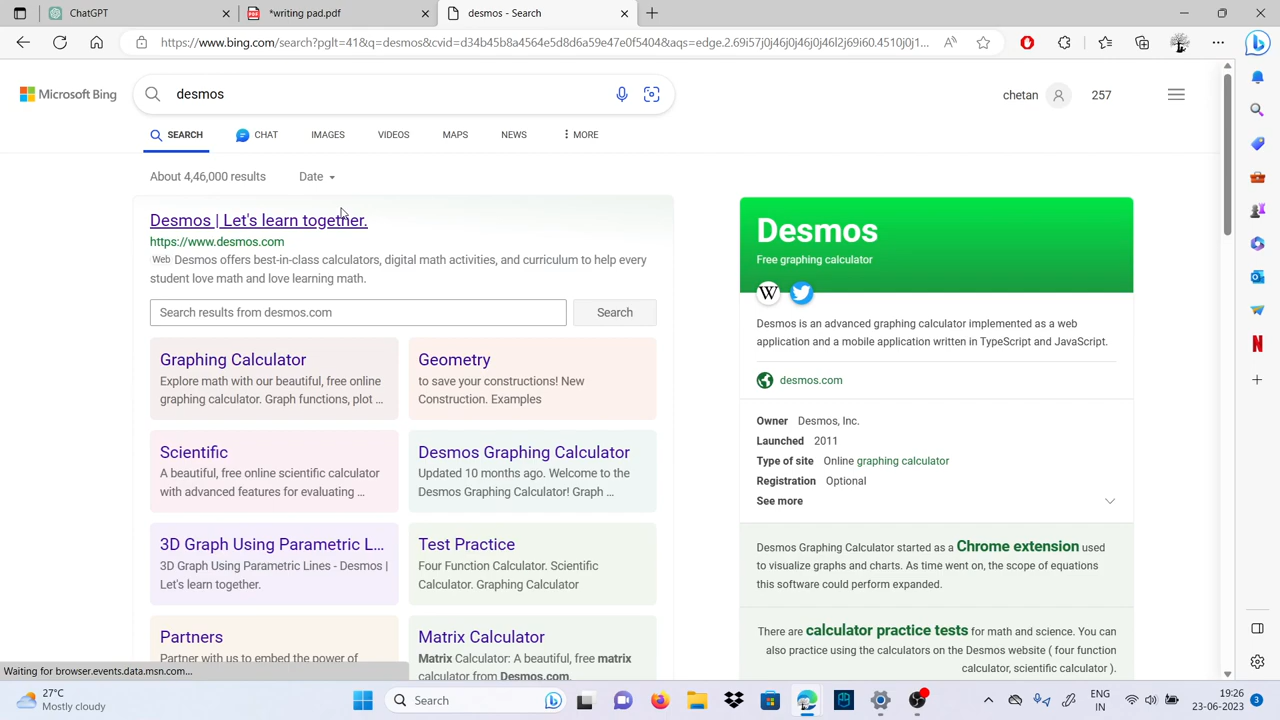 ChatGPT
*writing pad.pdf
desmos - Search
https://www.bing.com/search?pglt=41&q=desmos&cvid=d34b45b8a4564e5d8d6a59e47e0f5404&aqs=edge.2.69i57j0j46j0j46j0j46l2j69i60.4510j0j1...
Microsoft Bing
desmos
chetan
257
SEARCH
CHAT
IMAGES
VIDEOS
MAPS
NEWS
MORE
About 4,46,000 results
Date
Desmos | Let's learn together.
https://www.desmos.com
Web Desmos offers best-in-class calculators, digital math activities, and curriculum to help every
student love math and love learning math.
Search results from desmos.com
Search
Graphing Calculator
Explore math with our beautiful, free online
graphing calculator. Graph functions, plot ...
Geometry
to save your constructions! New
Construction. Examples
Scientific
A beautiful, free online scientific calculator
with advanced features for evaluating ...
Desmos Graphing Calculator
Updated 10 months ago. Welcome to the
Desmos Graphing Calculator! Graph ...
3D Graph Using Parametric L...
3D Graph Using Parametric Lines - Desmos |
Let's learn together.
Test Practice
Four Function Calculator. Scientific
Calculator. Graphing Calculator
Partners
Partner with us to embed the power of
Matrix Calculator
Matrix Calculator: A beautiful, free matrix
calculator from Desmos.com.
Desmos
Free graphing calculator
W
Desmos is an advanced graphing calculator implemented as a web
application and a mobile application written in TypeScript and JavaScript.
desmos.com
Owner Desmos, Inc.
Launched 2011
Type of site Online graphing calculator
Registration Optional
See more
Desmos Graphing Calculator started as a Chrome extension used
to visualize graphs and charts. As time went on, the scope of equations
this software could perform expanded.
There are calculator practice tests for math and science. You can
also practice using the calculators on the Desmos website ( four function
calculator, scientific calculator ).
Waiting for browser.events.data.msn.com...
27°C
Mostly cloudy
Search
ENG
IN
19:26
23-06-2023
3